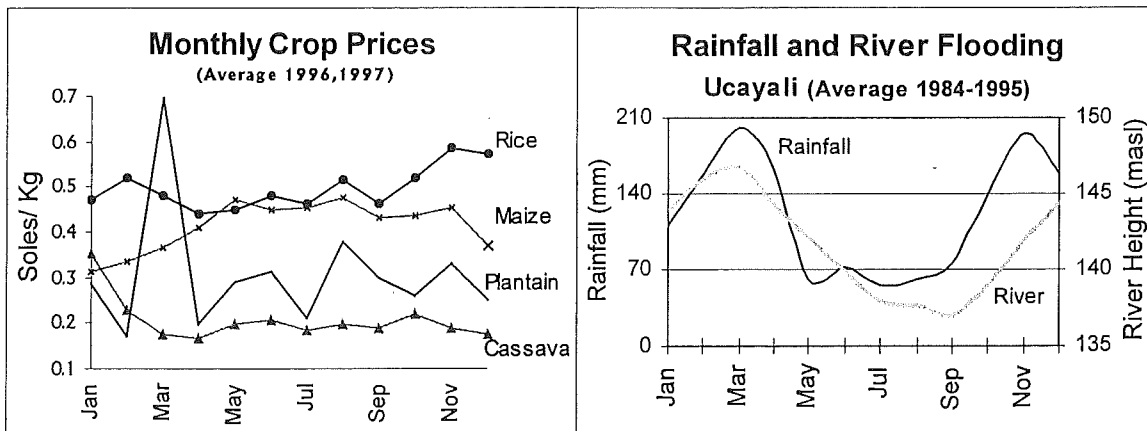 Monthly Crop Prices
(Average 1996,1997)
Soles/ Kg
0.7
0.6
0.5
0.4
0.3
0.2
0.1
Rice
Maize
Plantain
Cassava
Jan
Mar
May
Jul
Sep
Nov
Rainfall and River Flooding
Ucayali (Average 1984-1995)
Rainfall (mm)
210
140
70
0
Rainfall
River
150
145
140
135
River Height (masl)
Jan
Mar
May
Jul
Sep
Nov